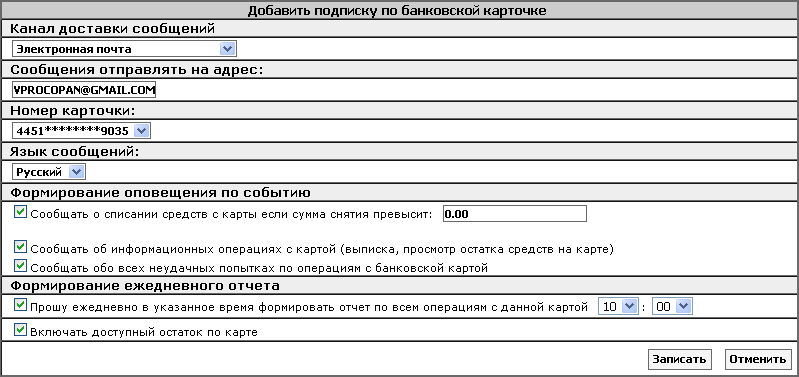 Добавить подписку по банковской карточке
Канал доставки сообщений
Электронная почта
Сообщения отправлять на адрес:
VPROCOPAN@GMAIL.COM
Номер карточки:
4451********9035
Язык сообщений:
Русский
Формирование оповещения по событию
Сообщать о списании средств с карты если сумма снятия превысит: 0.00
Сообщать об информационных операциях с картой (выписка, просмотр остатка средств на карте)
Сообщать обо всех неудачных попытках по операциям с банковской картой
Формирование ежедневного отчета
Прошу ежедневно в указанное время формировать отчет по всем операциям с данной картой 10 : 00
Включать доступный остаток по карте
Записать Отменить